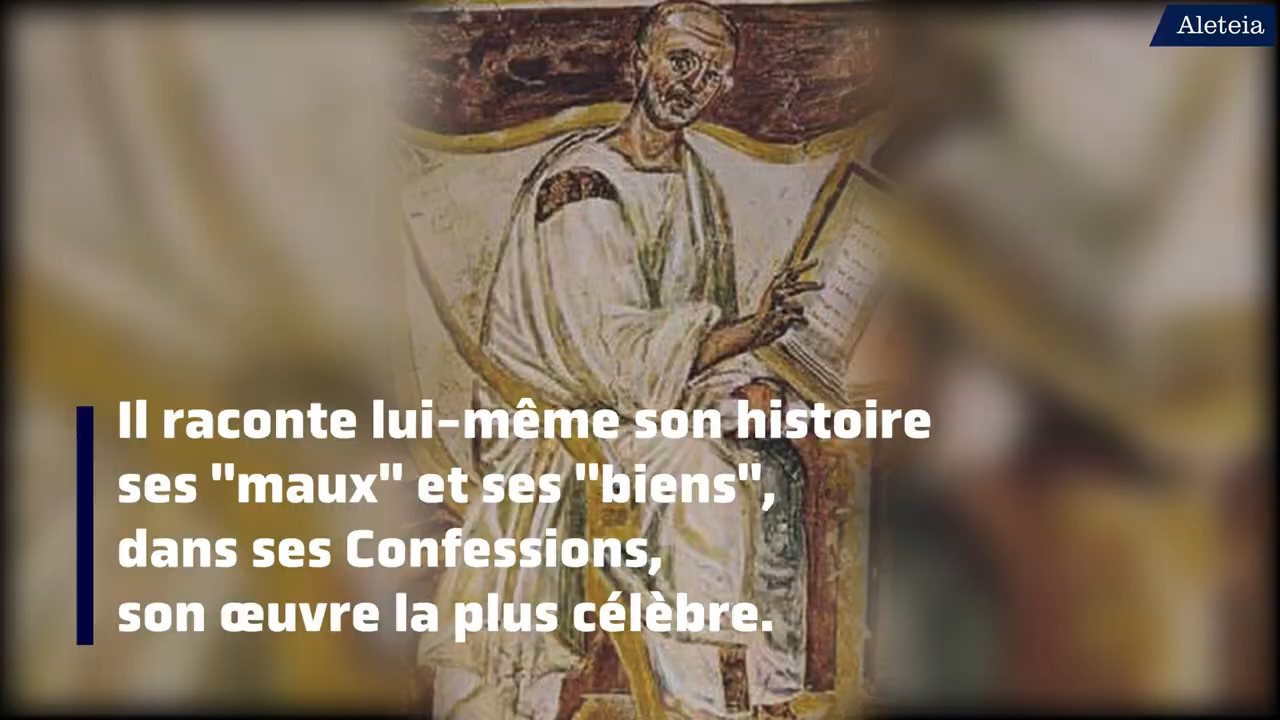 Aleteia
Il raconte lui-même son histoire
ses "maux" et ses "biens",
dans ses Confessions,
son œuvre la plus célèbre.